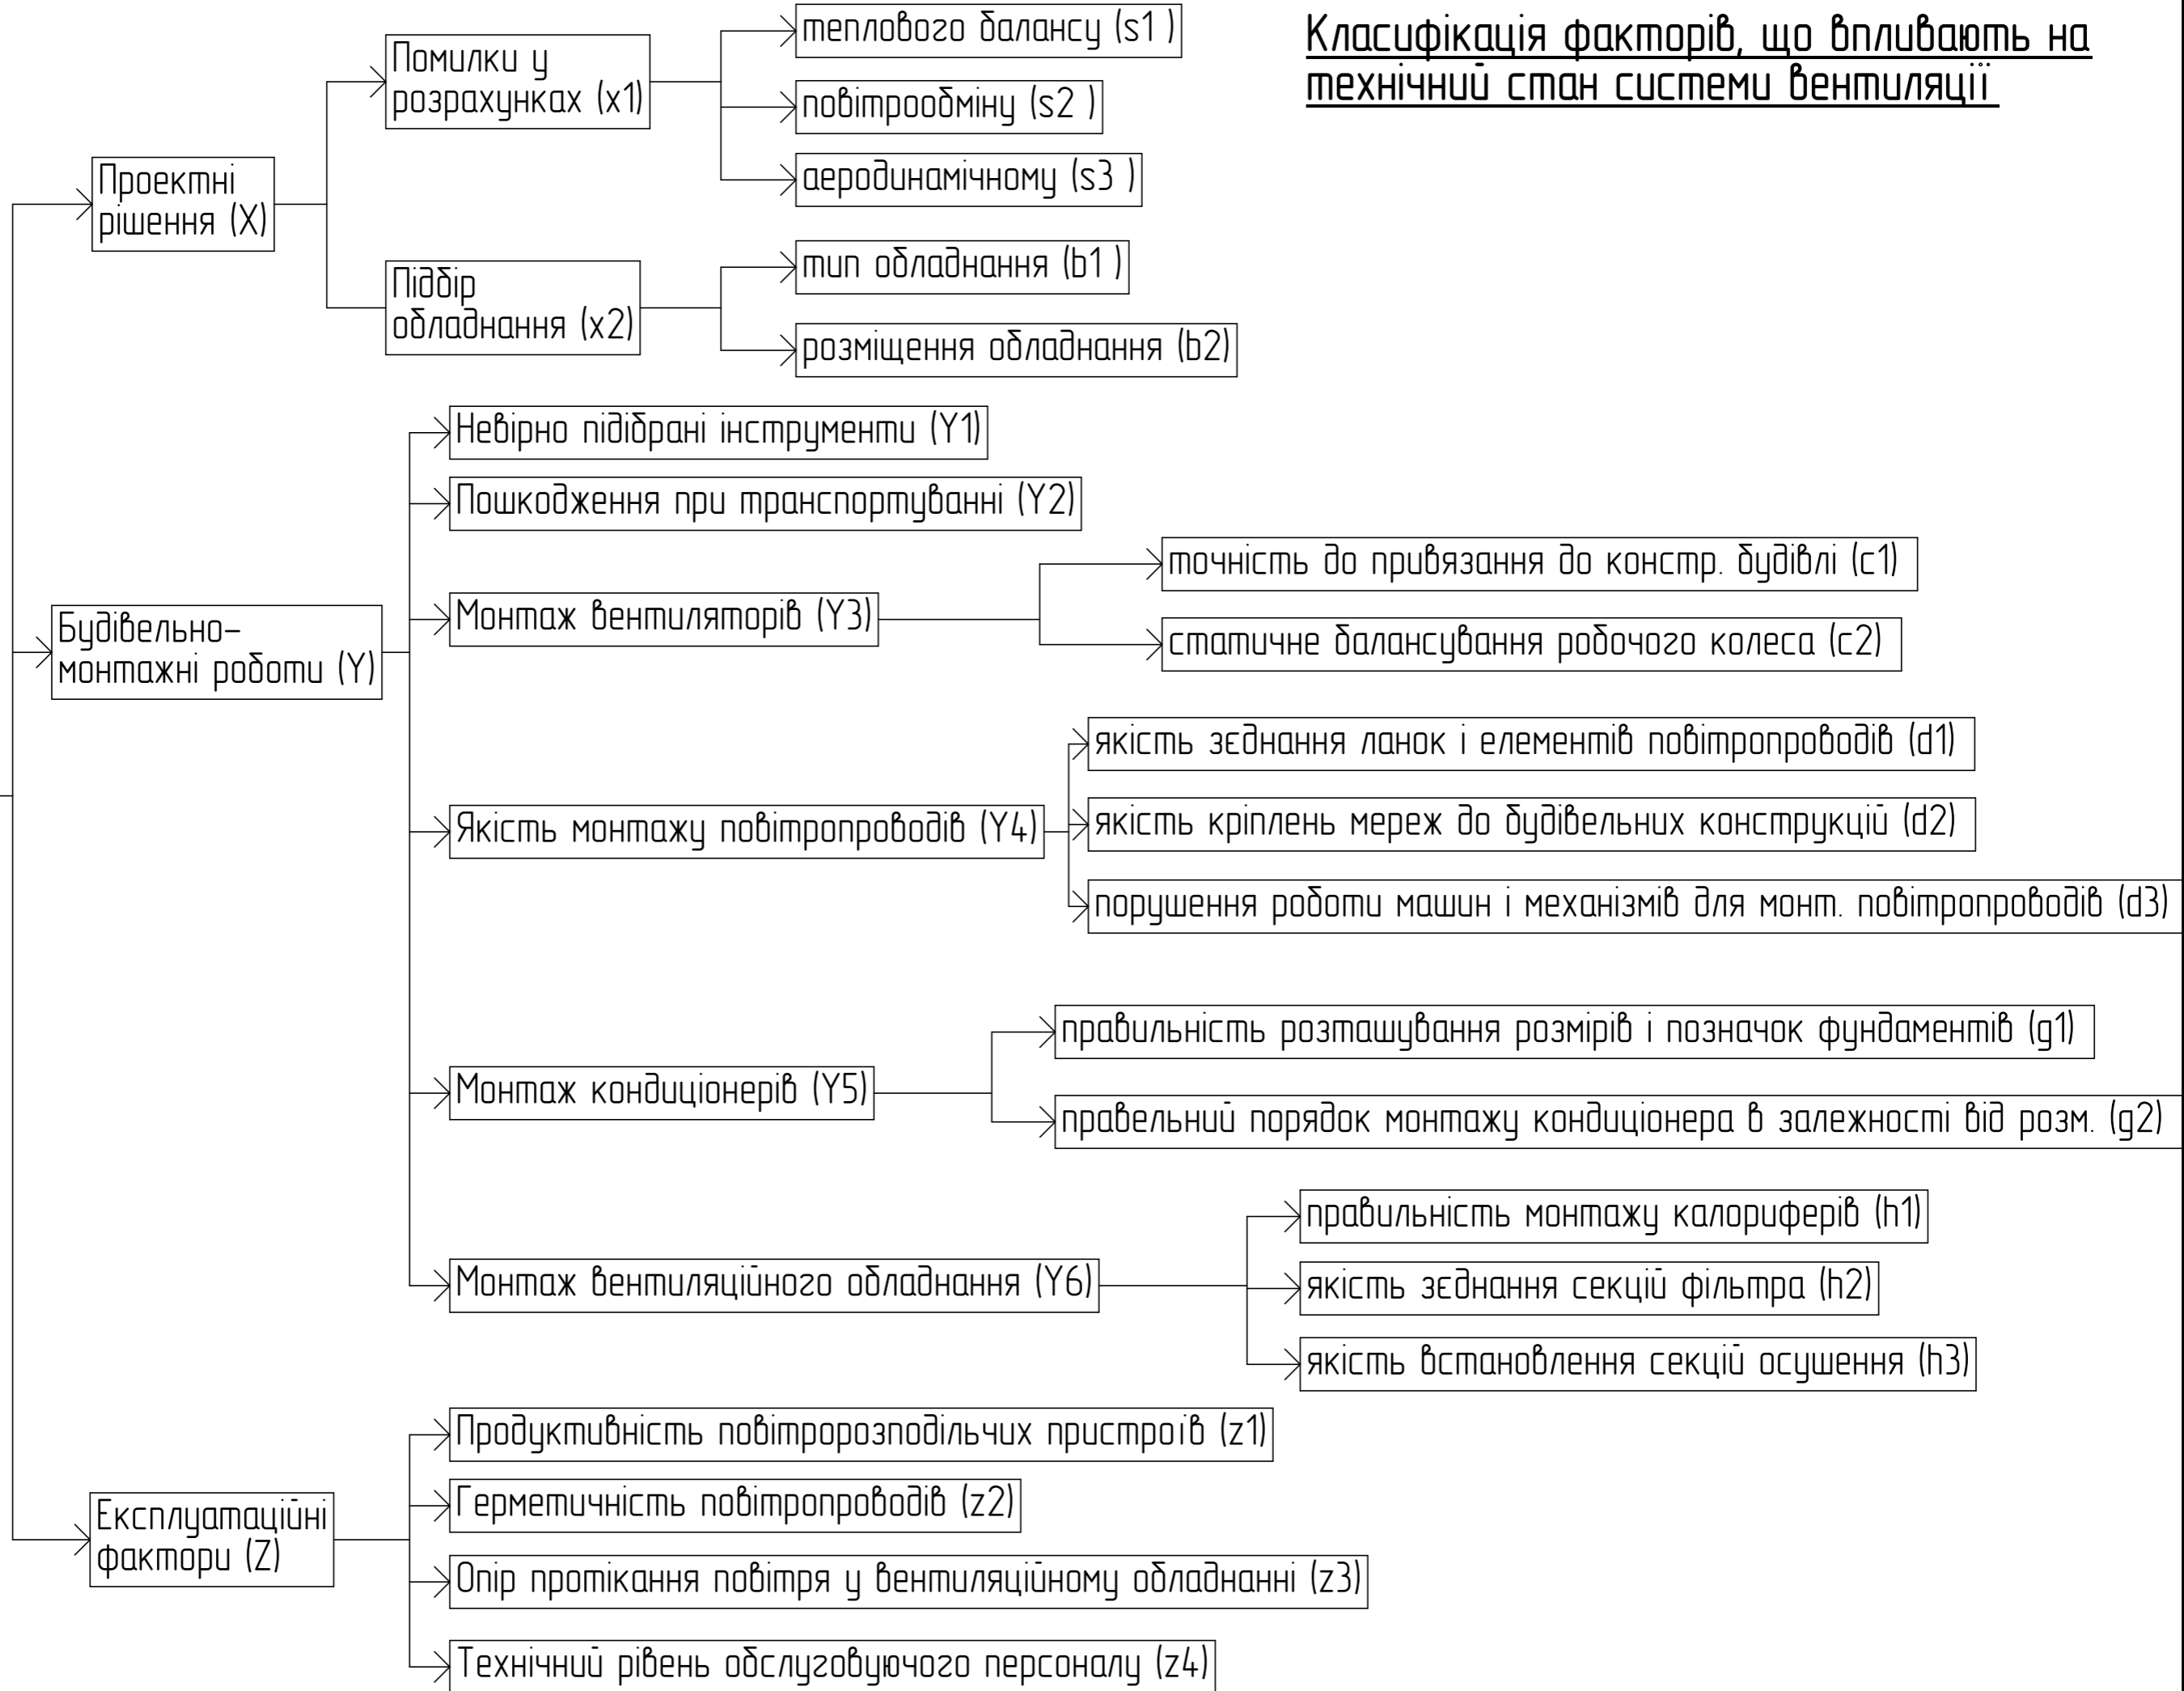 Класифікація факторів, що впливають на
технічний стан системи вентиляції
Проектні
рішення (X)
Помилки у
розрахунках (x1)
теплового балансу (s1 )
повітрообміну (s2 )
аеродинамічному (s3 )
Підбір
обладнання (x2)
тип обладнання (b1 )
розміщення обладнання (b2)
Будівельно-
монтажні роботи (Y)
Невірно підібрані інструменти (Y1)
Пошкодження при транспортуванні (Y2)
Монтаж вентиляторів (Y3)
точність до привязання до констр. будівлі (c1)
статичне балансування робочого колеса (c2)
Якість монтажу повітропроводів (Y4)
якість зєднання ланок і елементів повітропроводів (d1)
якість кріплень мереж до будівельних конструкцій (d2)
порушення роботи машин і механізмів для монт. повітропроводів (d3)
Монтаж кондиціонерів (Y5)
правильність розташування розмірів і позначок фундаментів (g1)
правельний порядок монтажу кондиціонера в залежності від розм. (g2)
Монтаж вентиляційного обладнання (Y6)
правильність монтажу калориферів (h1)
якість зєднання секцій фільтра (h2)
якість встановлення секцій осушення (h3)
Експлуатаційні
фактори (Z)
Продуктивність повітророзподільчих пристроїв (z1)
Герметичність повітропроводів (z2)
Опір протікання повітря у вентиляційному обладнанні (z3)
Технічний рівень обслуговуючого персоналу (z4)